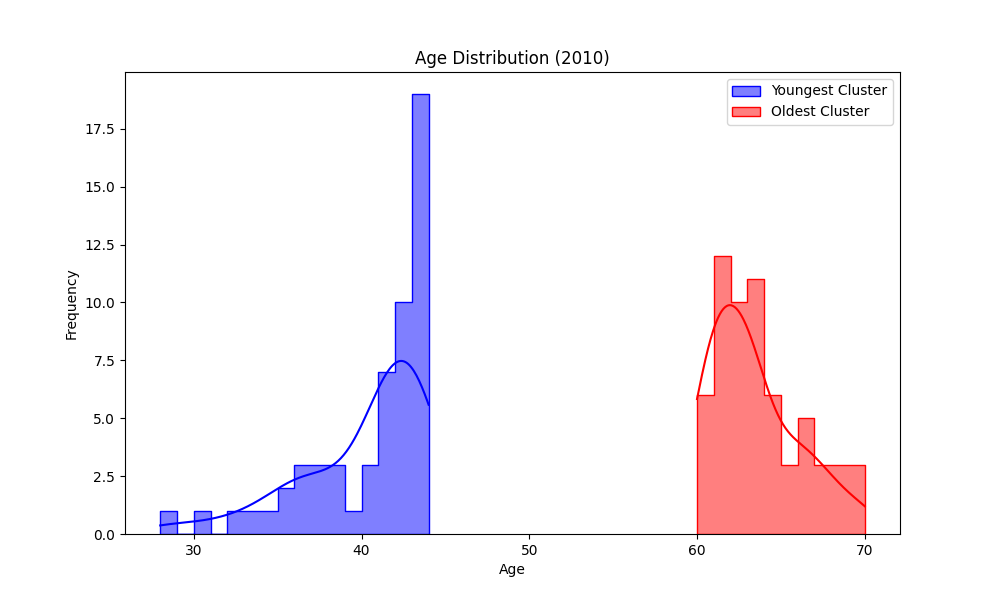 Age Distribution (2010)
Youngest Cluster
Oldest Cluster
Frequency
17.5
15.0
12.5
10.0
7.5
5.0
2.5
0.0
30 40 50 60 70
Age